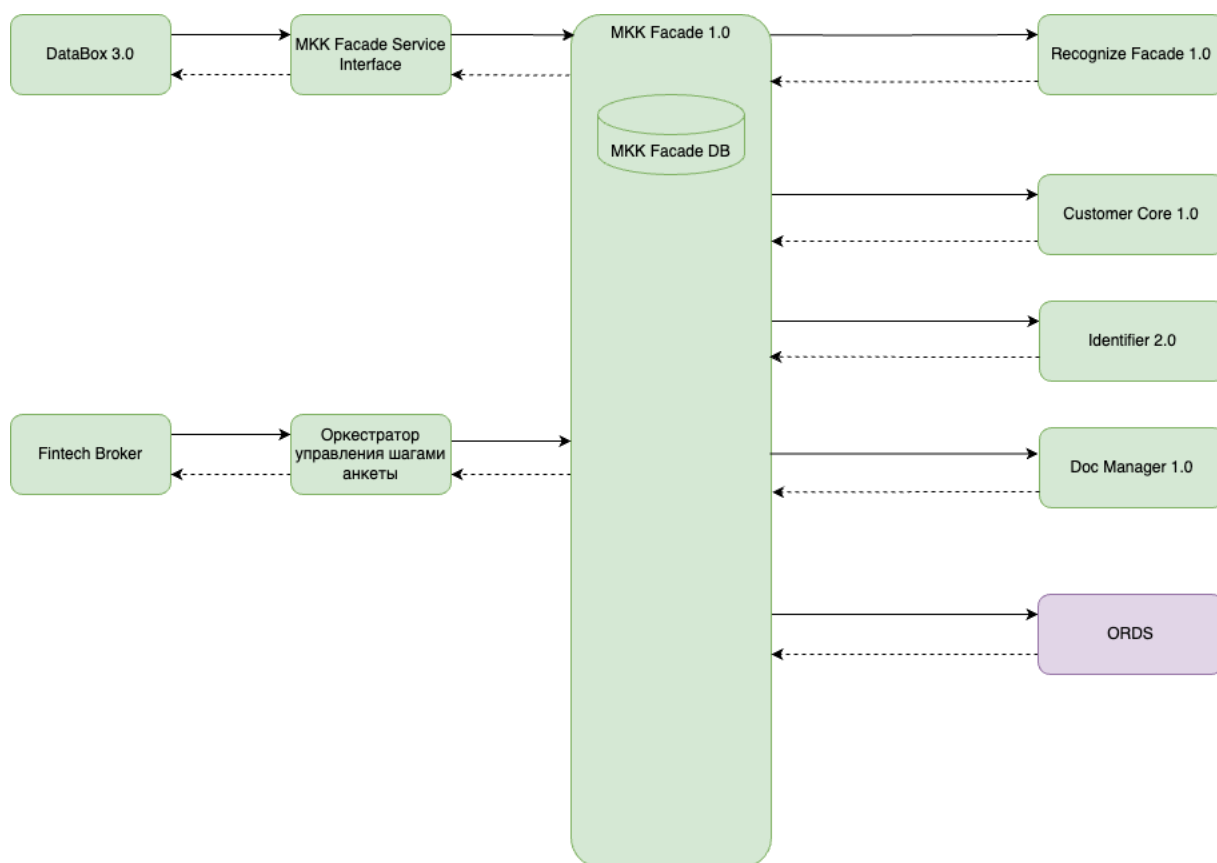 DataBox 3.0
MKK Facade Service
Interface
MKK Facade 1.0
Recognize Facade 1.0
MKK Facade DB
Customer Core 1.0
Identifier 2.0
Fintech Broker
Оркестратор
управления шагами
анкеты
Doc Manager 1.0
ORDS